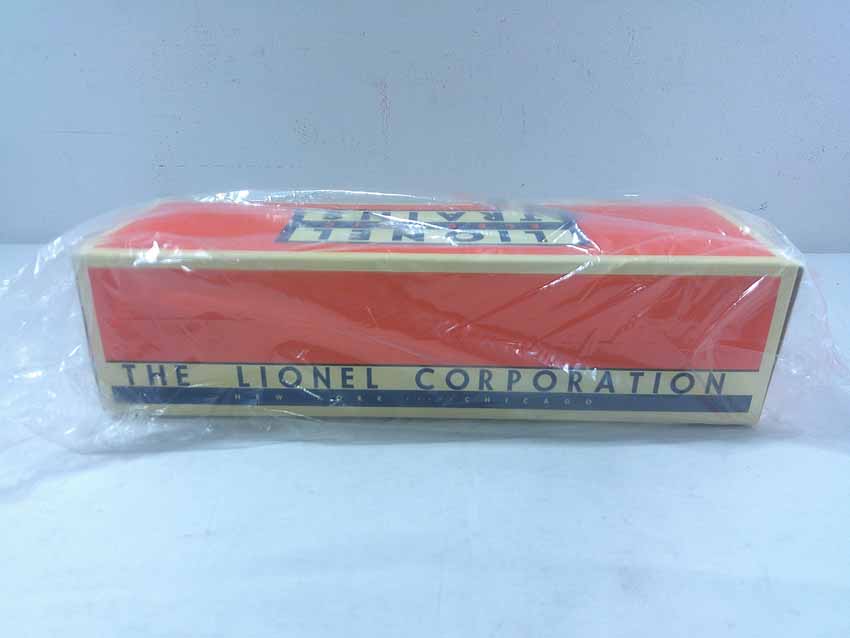 LIONEL
TRAINS
THE LIONEL CORPORATION
NEW YORK ····· CHICAGO